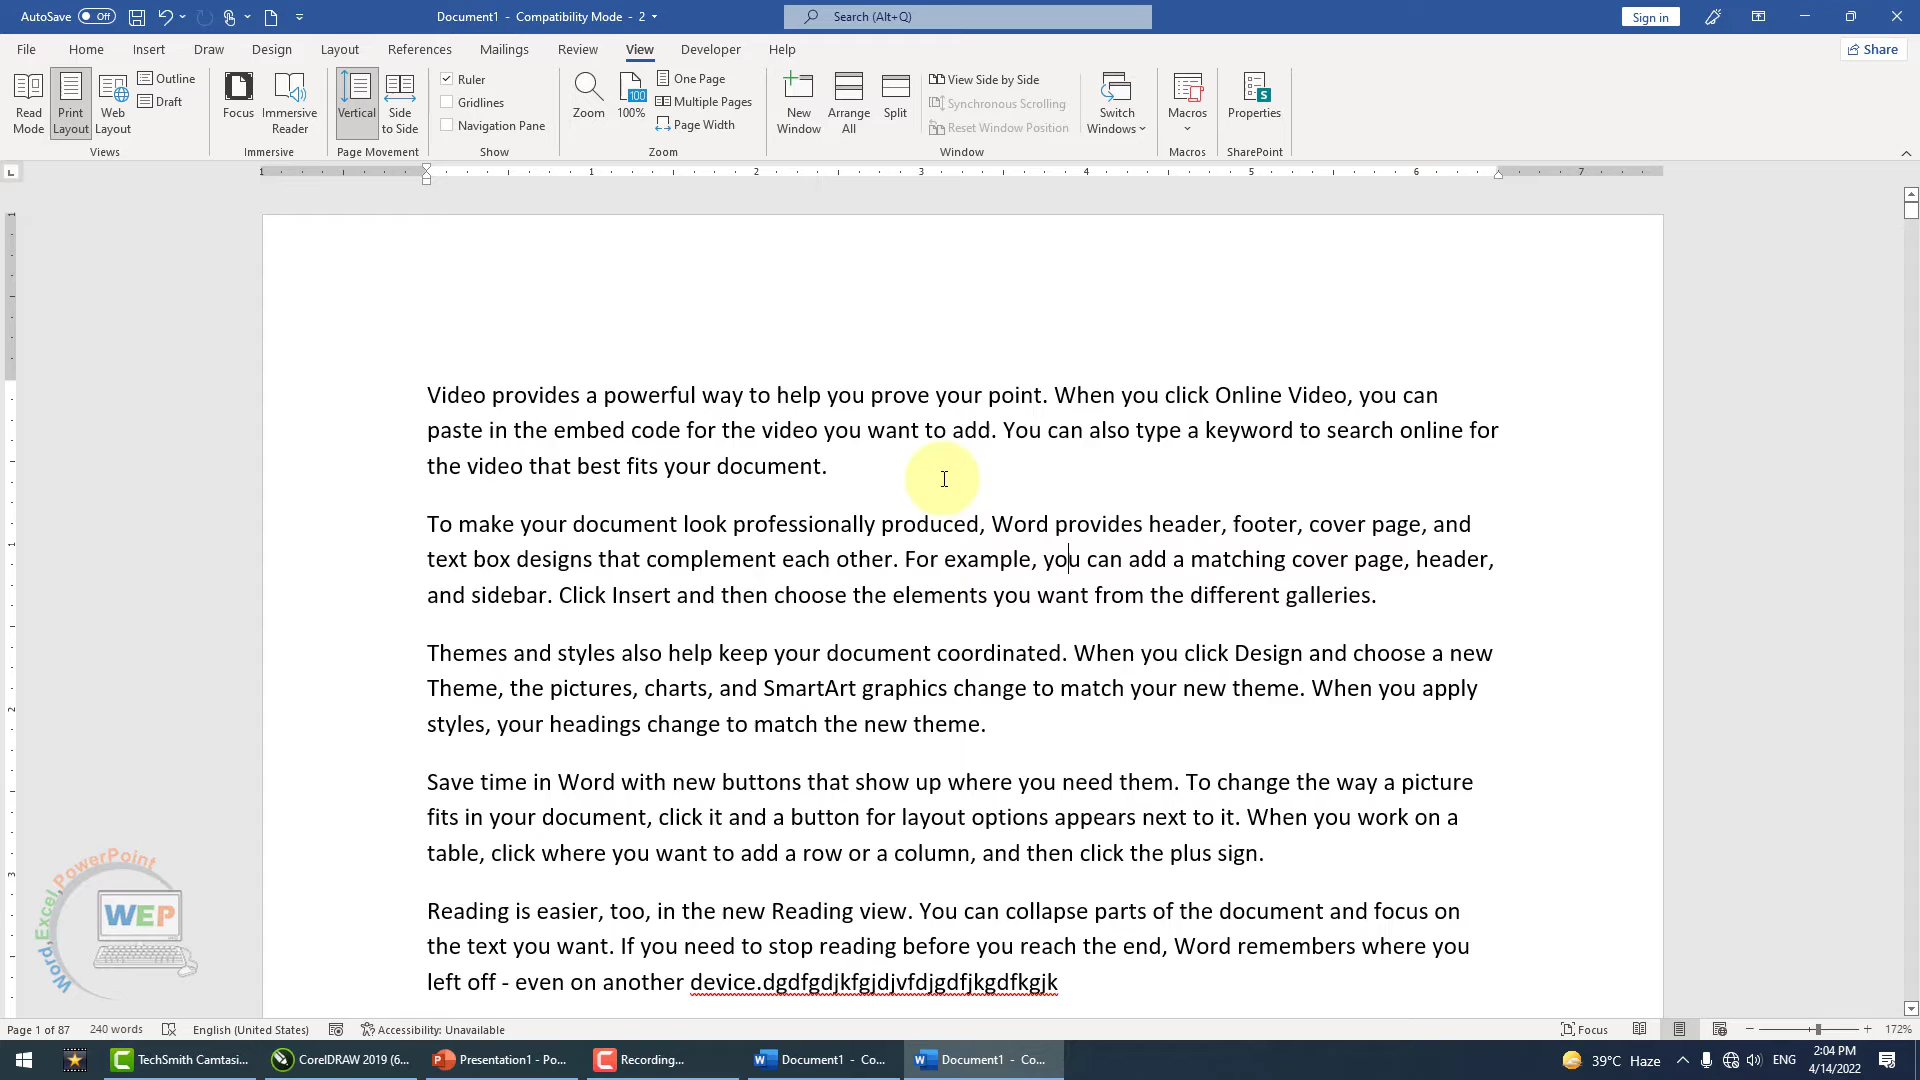 AutoSave Off Document1 - Compatibility Mode - 2 Search (Alt+Q) Sign in
File Home Insert Draw Design Layout References Mailings Review View Developer Help Share
Read Mode
Print Layout
Web Layout
Outline
Draft
Views
Focus
Immersive Reader
Immersive
Vertical
Side to Side
Page Movement
Ruler
Gridlines
Navigation Pane
Show
Zoom
100
100%
One Page
Multiple Pages
Page Width
Zoom
New Window
Arrange All
Split
View Side by Side
Synchronous Scrolling
Reset Window Position
Switch Windows
Window
Macros
Macros
S
Properties
SharePoint
1 1 2 3 4 5 6 7
1
Video provides a powerful way to help you prove your point. When you click Online Video, you can
paste in the embed code for the video you want to add. You can also type a keyword to search online for
the video that best fits your document.
To make your document look professionally produced, Word provides header, footer, cover page, and
1
text box designs that complement each other. For example, you can add a matching cover page, header,
and sidebar. Click Insert and then choose the elements you want from the different galleries.
Themes and styles also help keep your document coordinated. When you click Design and choose a new
Theme, the pictures, charts, and SmartArt graphics change to match your new theme. When you apply
2
styles, your headings change to match the new theme.
Save time in Word with new buttons that show up where you need them. To change the way a picture
fits in your document, click it and a button for layout options appears next to it. When you work on a
table, click where you want to add a row or a column, and then click the plus sign.
3
Reading is easier, too, in the new Reading view. You can collapse parts of the document and focus on
the text you want. If you need to stop reading before you reach the end, Word remembers where you
left off - even on another device.dgdfgdjkfgjdjvfdjgdfjkgdfkgjk
Word, Excel, PowerPoint
WEP
Page 1 of 87 240 words English (United States) Accessibility: Unavailable Focus 172%
TechSmith Camtasi... CorelDRAW 2019 (6... Presentation1 - Po... Recording... Document1 - Co... Document1 - Co... 39°C Haze ENG 2:04 PM
4/14/2022